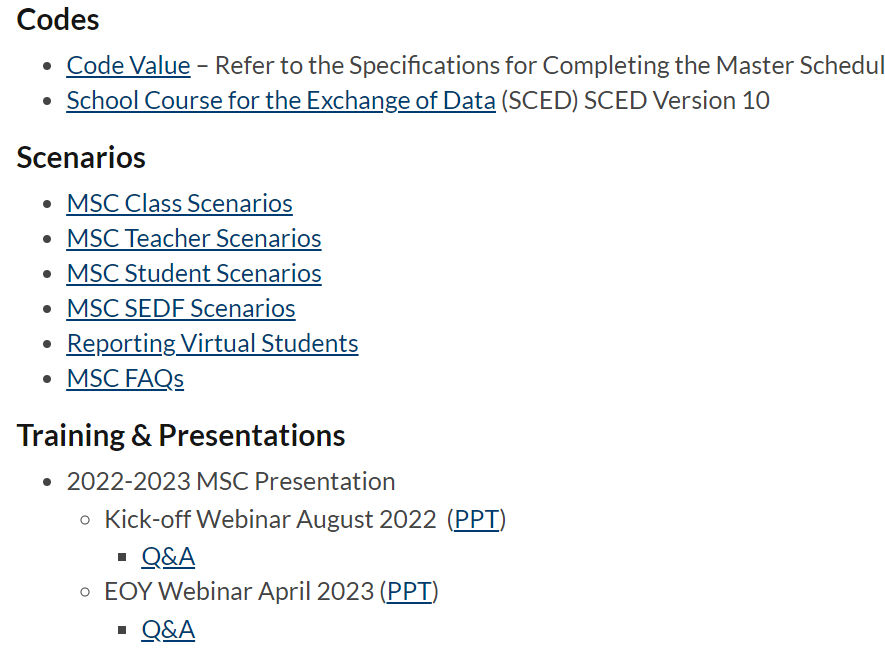 Codes
Code Value – Refer to the Specifications for Completing the Master Schedul
School Course for the Exchange of Data (SCED) SCED Version 10
Scenarios
MSC Class Scenarios
MSC Teacher Scenarios
MSC Student Scenarios
MSC SEDF Scenarios
Reporting Virtual Students
MSC FAQs
Training & Presentations
2022-2023 MSC Presentation
Kick-off Webinar August 2022 (PPT)
Q&A
EOY Webinar April 2023 (PPT)
Q&A